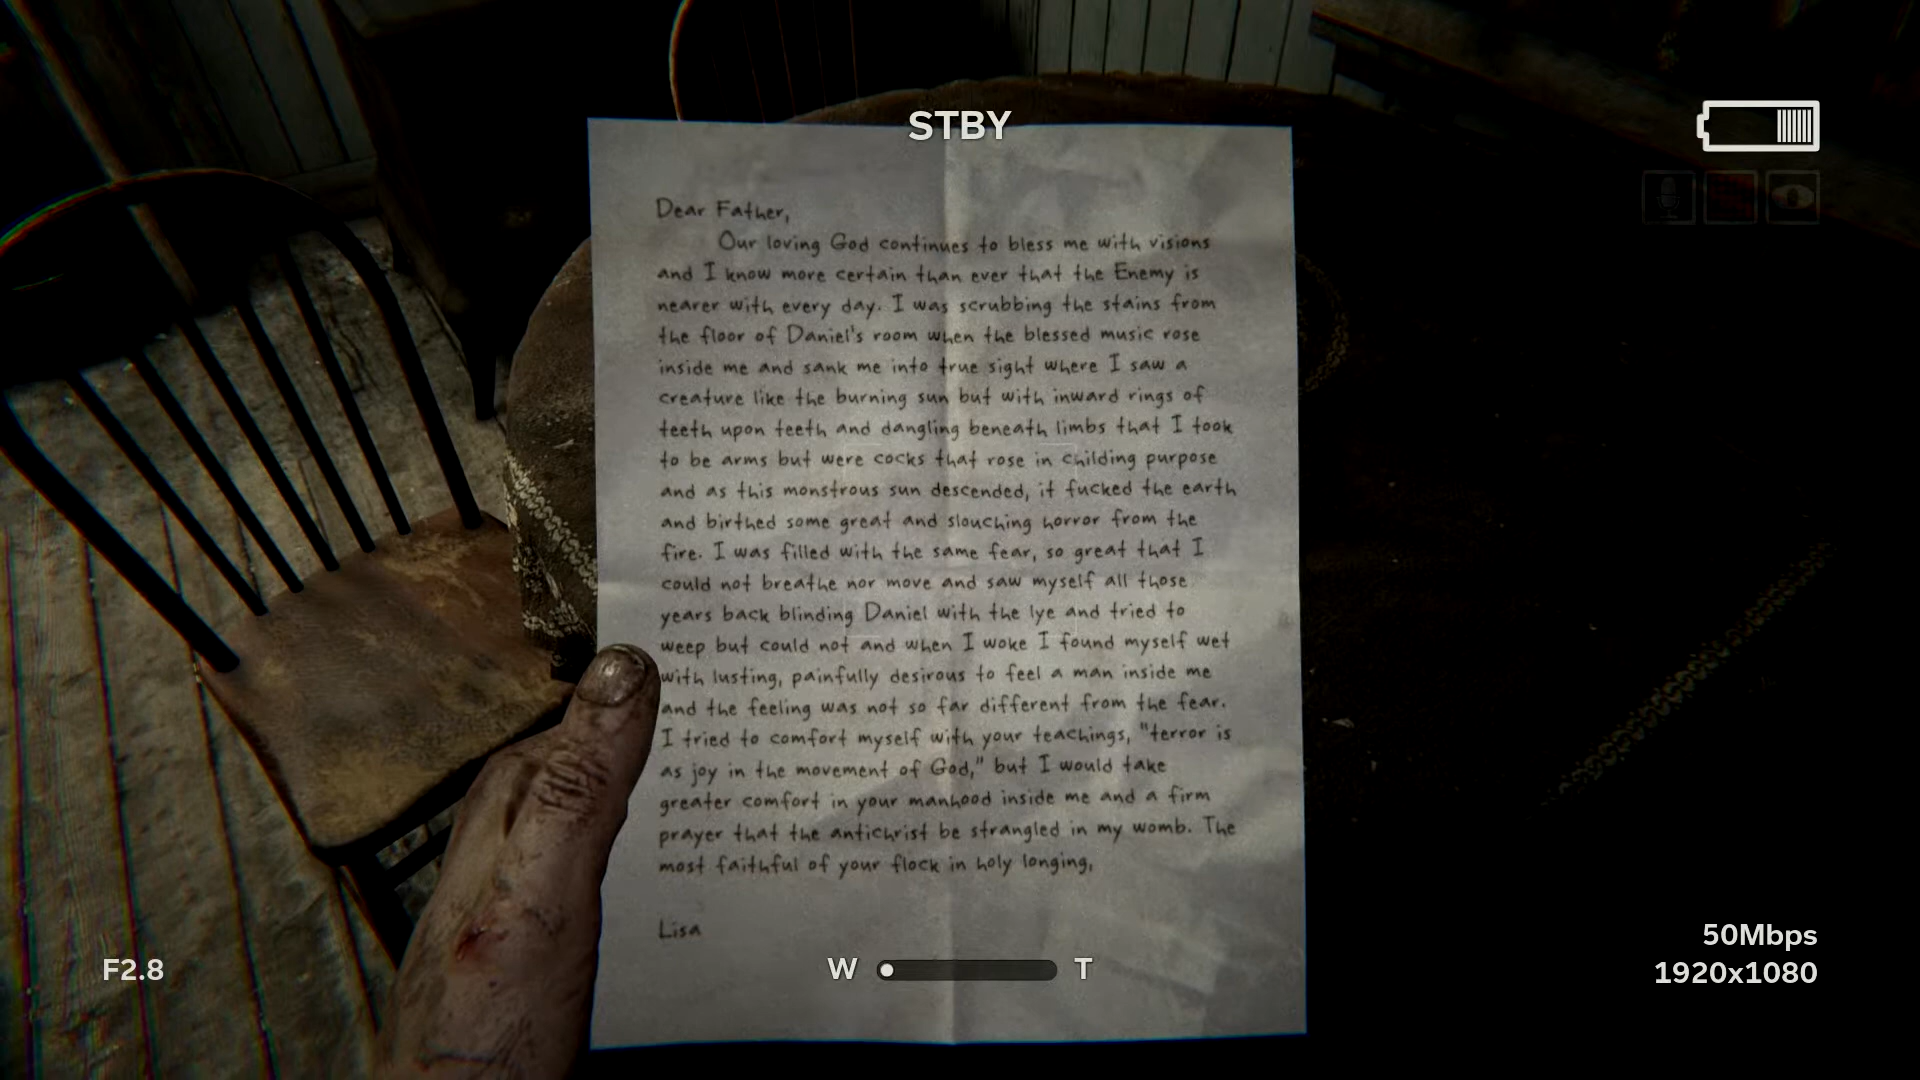 STBY
Dear Father,
Our loving God continues to bless me with visions
and I know more certain than ever that the Enemy is
nearer with every day. I was scrubbing the stains from
the floor of Daniel's room when the blessed music rose
inside me and sank me into true sight where I saw a
creature like the burning sun but with inward rings of
teeth upon teeth and dangling beneath limbs that I took
to be arms but were cocks that rose in childing purpose
and as this monstrous sun descended, it fucked the earth
and birthed some great and slouching horror from the
fire. I was filled with the same fear, so great that I
could not breathe nor move and saw myself all those
years back blinding Daniel with the lye and tried to
weep but could not and when I woke I found myself wet
with lusting, painfully desirous to feel a man inside me
and the feeling was not so far different from the fear.
I tried to comfort myself with your teachings, "terror is
as joy in the movement of God," but I would take
greater comfort in your manhood inside me and a firm
prayer that the antichrist be strangled in my womb. The
most faithful of your flock in holy longing,
Lisa
F2.8
W T
50Mbps
1920x1080